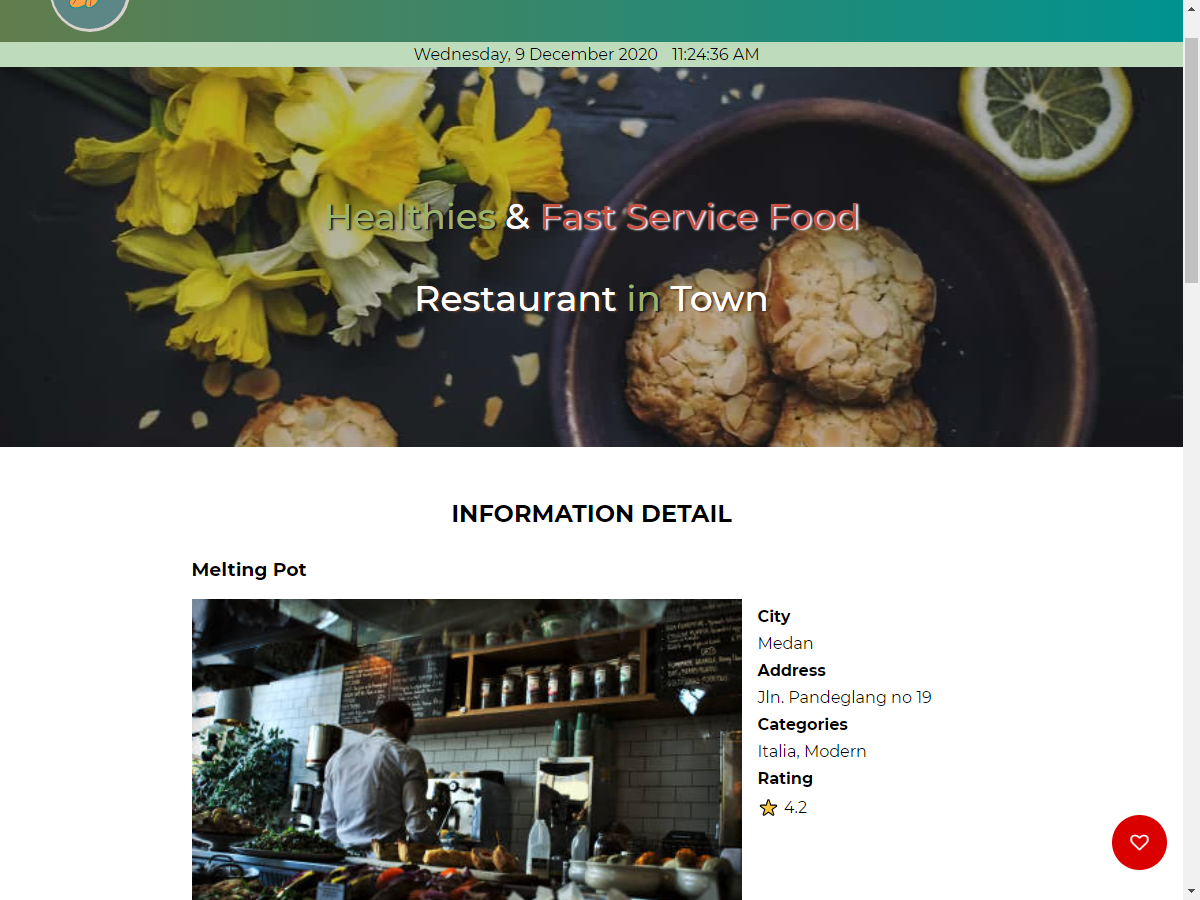 Wednesday, 9 December 2020 11:24:36 AM
Healthies & Fast Service Food
Restaurant in Town
INFORMATION DETAIL
Melting Pot
City
Medan
Address
Jln. Pandeglang no 19
Categories
Italia, Modern
Rating
4.2